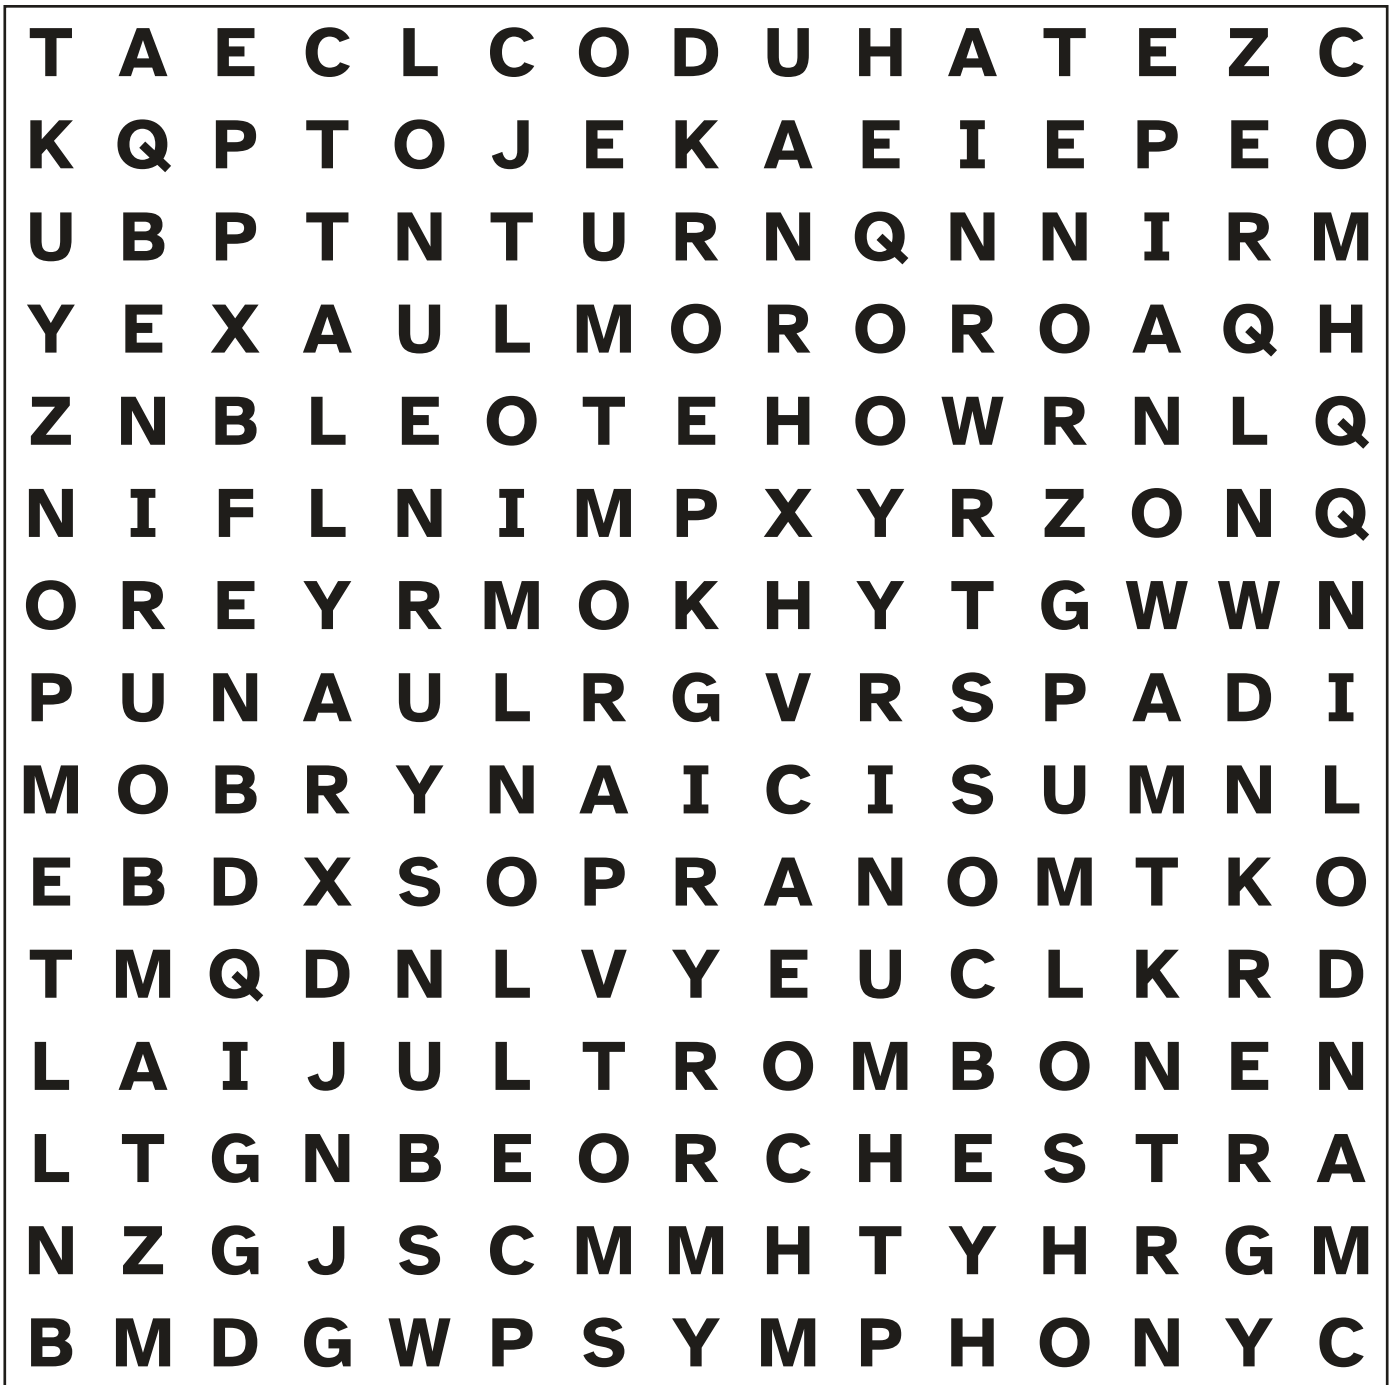 T A E C L C O D U H A T E Z C
K Q P T O J E K A E I E P E O
U B P T N T U R N Q N N I R M
Y E X A U L M O R O R O A Q H
Z N B L E O T E H O W R N L Q
N I F L N I M P X Y R Z O N Q
O R E Y R M O K H Y T G W W N
P U N A U L R G V R S P A D I
M O B R Y N A I C I S U M N L
E B D X S O P R A N O M T K O
T M Q D N L V Y E U C L K R D
L A I J U L T R O M B O N E N
L T G N B E O R C H E S T R A
N Z G J S C M M H T Y H R G M
B M D G W P S Y M P H O N Y C